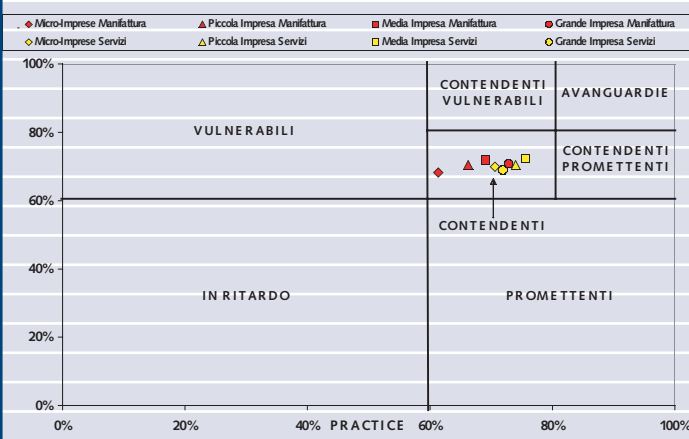 Micro-Imprese Manifattura Piccola Impresa Manifattura Media Impresa Manifattura Grande Impresa Manifattura
Micro-Imprese Servizi Piccola Impresa Servizi Media Impresa Servizi Grande Impresa Servizi
100%
CONTENDENTI
VULNERABILI
AVANGUARDIE
80%
VULNERABILI
CONTENDENTI
PROMETTENTI
60%
CONTENDENTI
40%
IN RITARDO
PROMETTENTI
20%
0%
0% 20% 40% PRACTICE 60% 80% 100%